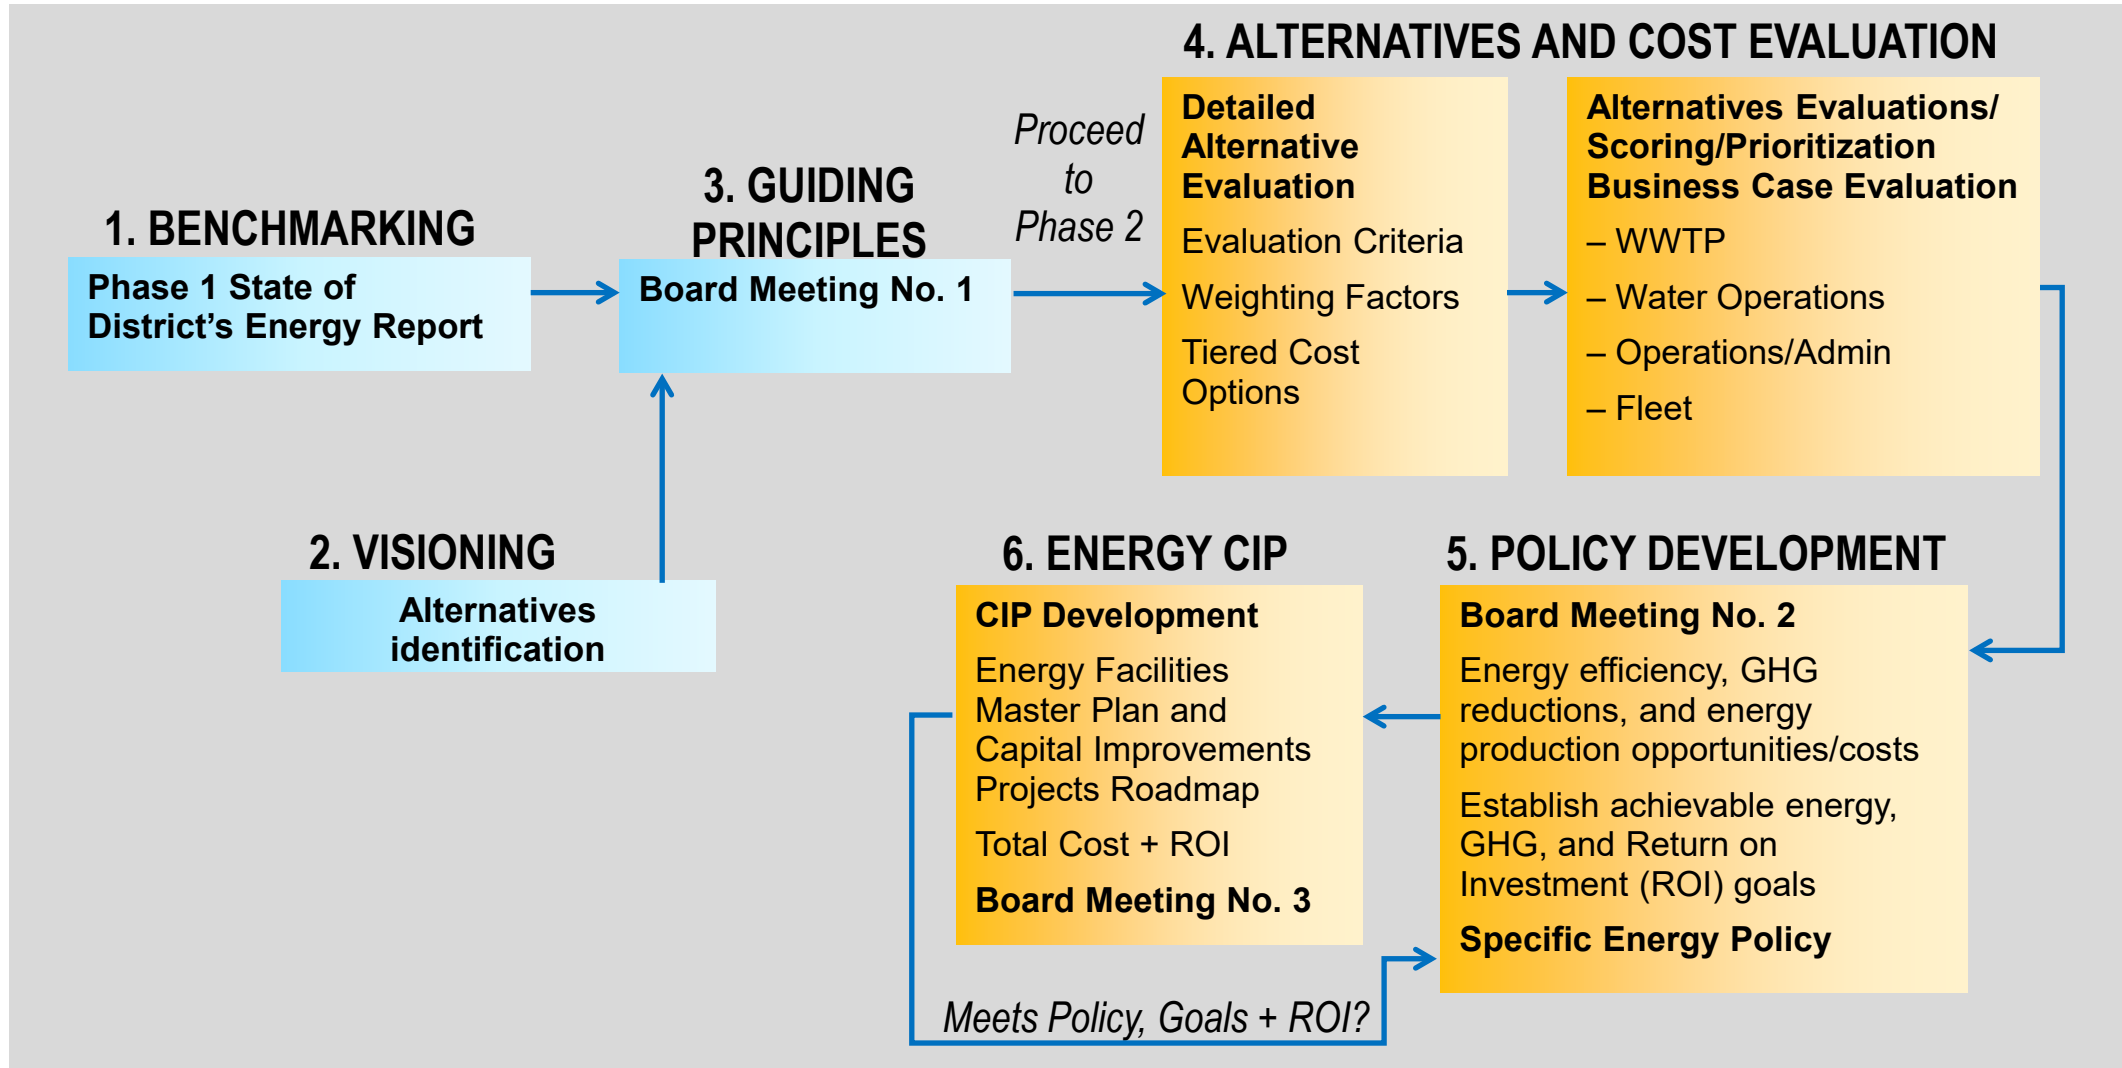 1. BENCHMARKING
Phase 1 State of
District’s Energy Report
2. VISIONING
Alternatives
identification
3. GUIDING
PRINCIPLES
Board Meeting No. 1
Proceed
to
Phase 2
4. ALTERNATIVES AND COST EVALUATION
Detailed
Alternative
Evaluation
Evaluation Criteria
Weighting Factors
Tiered Cost
Options
Alternatives Evaluations/
Scoring/Prioritization
Business Case Evaluation
– WWTP
– Water Operations
– Operations/Admin
– Fleet
5. POLICY DEVELOPMENT
Board Meeting No. 2
Energy efficiency, GHG
reductions, and energy
production opportunities/costs
Establish achievable energy,
GHG, and Return on
Investment (ROI) goals
Specific Energy Policy
6. ENERGY CIP
CIP Development
Energy Facilities
Master Plan and
Capital Improvements
Projects Roadmap
Total Cost + ROI
Board Meeting No. 3
Meets Policy, Goals + ROI?